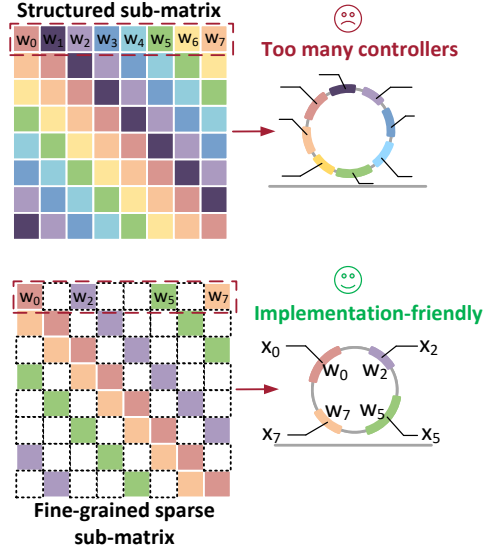 Structured sub-matrix
w0 w1 w2 w3 w4 w5 w6 w7
Too many controllers
w0 w2 w5 w7
Implementation-friendly
x0 x2
w0 w2
w7 w5
x7 x5
Fine-grained sparse
sub-matrix